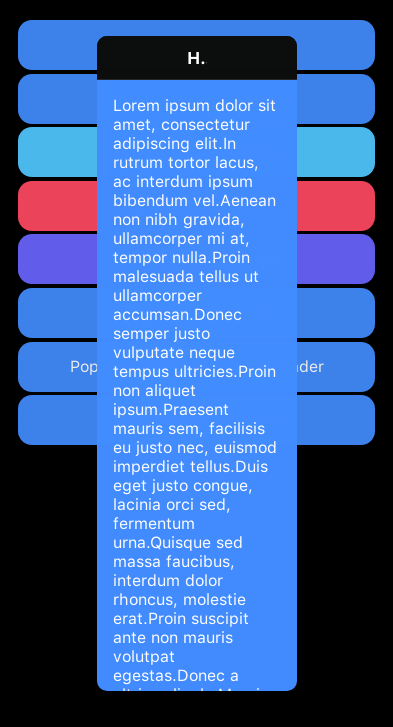 H.
Lorem ipsum dolor sit
amet, consectetur
adipiscing elit.In
rutrum tortor lacus,
ac interdum ipsum
bibendum vel.Aenean
non nibh gravida,
ullamcorper mi at,
tempor nulla.Proin
malesuada tellus ut
ullamcorper
accumsan.Donec
semper justo
vulputate neque
tempus ultricies.Proin
non aliquet
ipsum.Praesent
mauris sem, facilisis
eu justo nec, euismod
imperdiet tellus.Duis
eget justo congue,
lacinia orci sed,
fermentum
urna.Quisque sed
massa faucibus,
interdum dolor
rhoncus, molestie
erat.Proin suscipit
ante non mauris
volutpat
egestas.Donec a
Pop
der